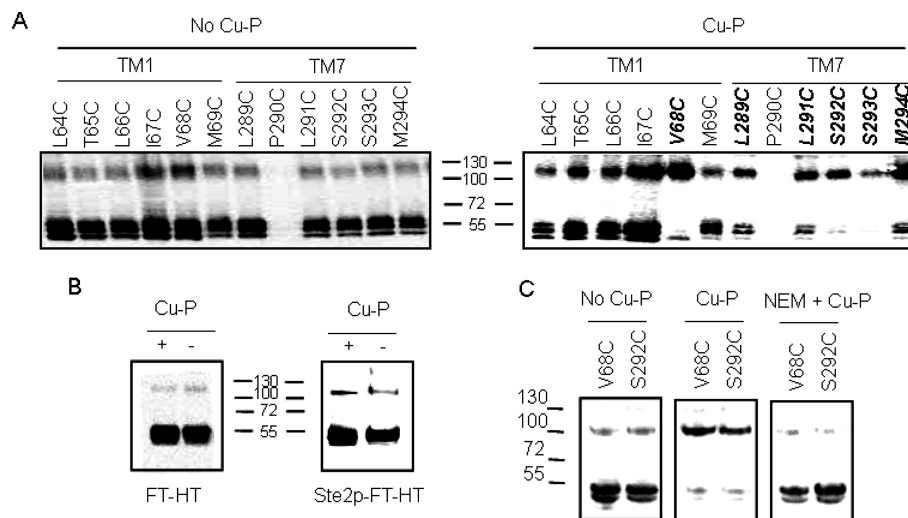 A
No Cu-P
Cu-P
TM1 TM7
TM1 TM7
L64C T65C L66C I67C V68C M69C L289C P290C L291C S292C S293C M294C
L64C T65C L66C I67C V68C M69C L289C P290C L291C S292C S293C M294C
130
100
72
55
B
Cu-P
+ -
Cu-P
+ -
130
100
72
55
FT-HT
Ste2p-FT-HT
C
No Cu-P Cu-P NEM + Cu-P
V68C S292C V68C S292C V68C S292C
130
100
72
55